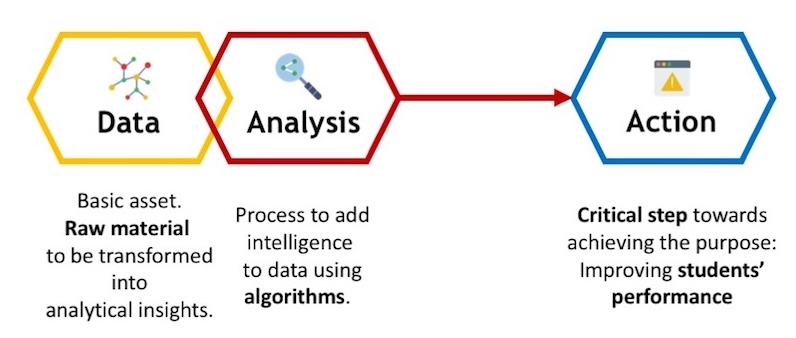 Data
Analysis
Action
Basic asset.
Raw material
to be transformed
into
analytical insights.
Process to add
intelligence
to data using
algorithms.
Critical step towards
achieving the purpose:
Improving students’
performance